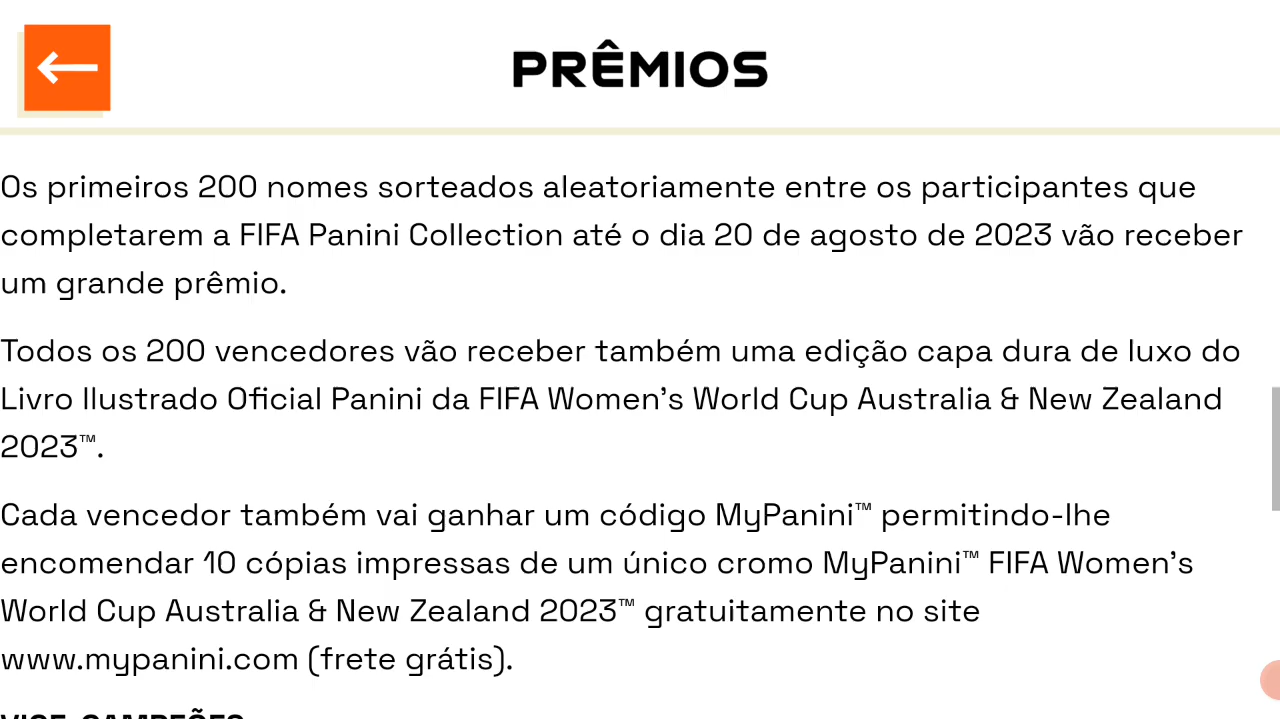 PRÊMIOS
Os primeiros 200 nomes sorteados aleatoriamente entre os participantes que
completarem a FIFA Panini Collection até o dia 20 de agosto de 2023 vão receber
um grande prêmio.
Todos os 200 vencedores vão receber também uma edição capa dura de luxo do
Livro Ilustrado Oficial Panini da FIFA Women’s World Cup Australia & New Zealand
2023™.
Cada vencedor também vai ganhar um código MyPanini™ permitindo-lhe
encomendar 10 cópias impressas de um único cromo MyPanini™ FIFA Women’s
World Cup Australia & New Zealand 2023™ gratuitamente no site
www.mypanini.com (frete grátis).
VICE-CAMPEÕES